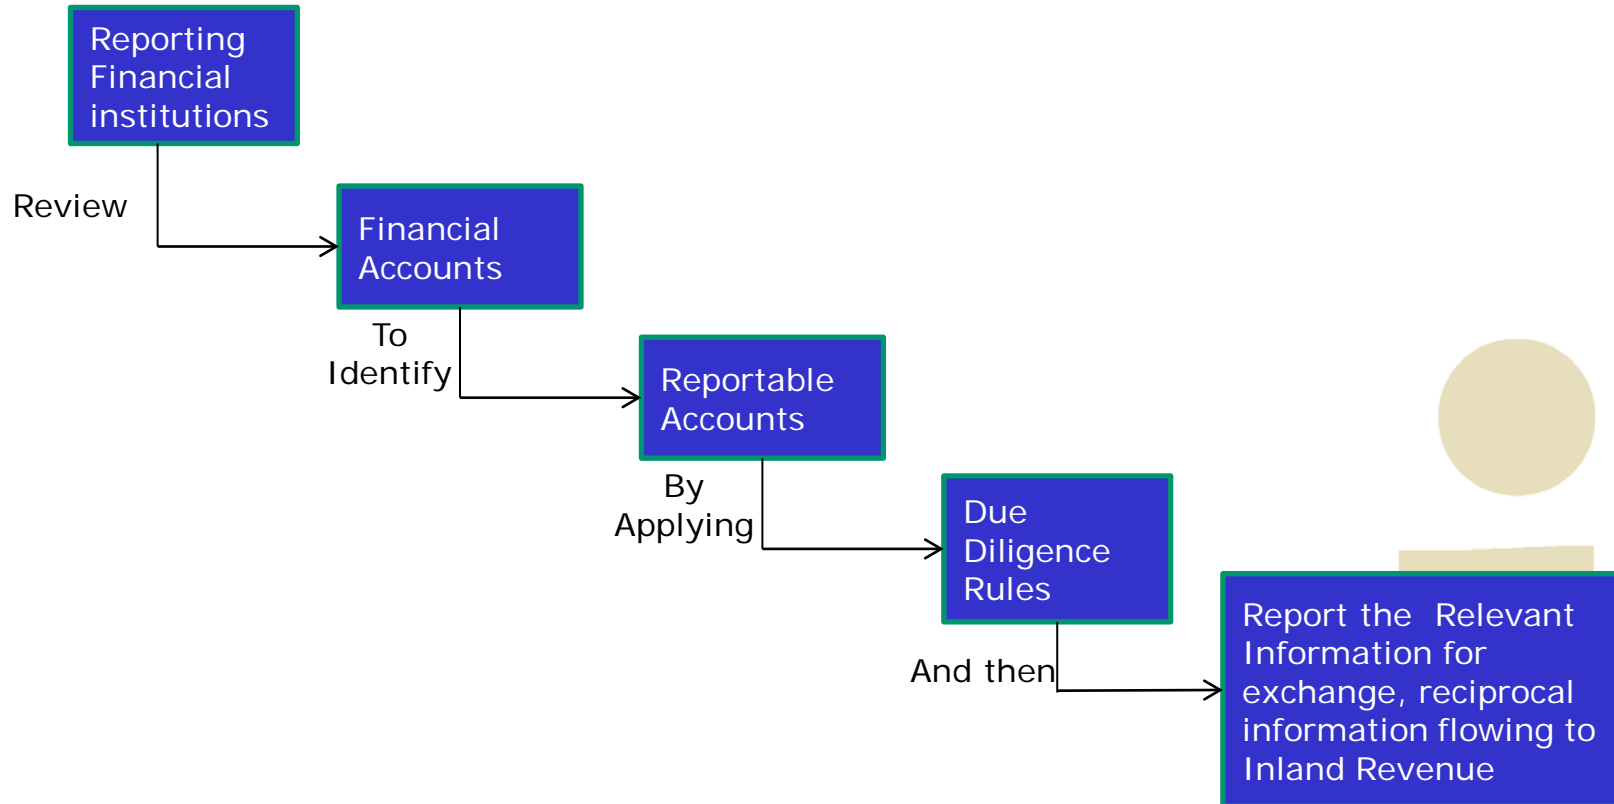 Reporting
Financial
institutions
Review
Financial
Accounts
To
Identify
Reportable
Accounts
By
Applying
Due
Diligence
Rules
And then
Report the  Relevant
Information for
exchange, reciprocal
information flowing to
Inland Revenue